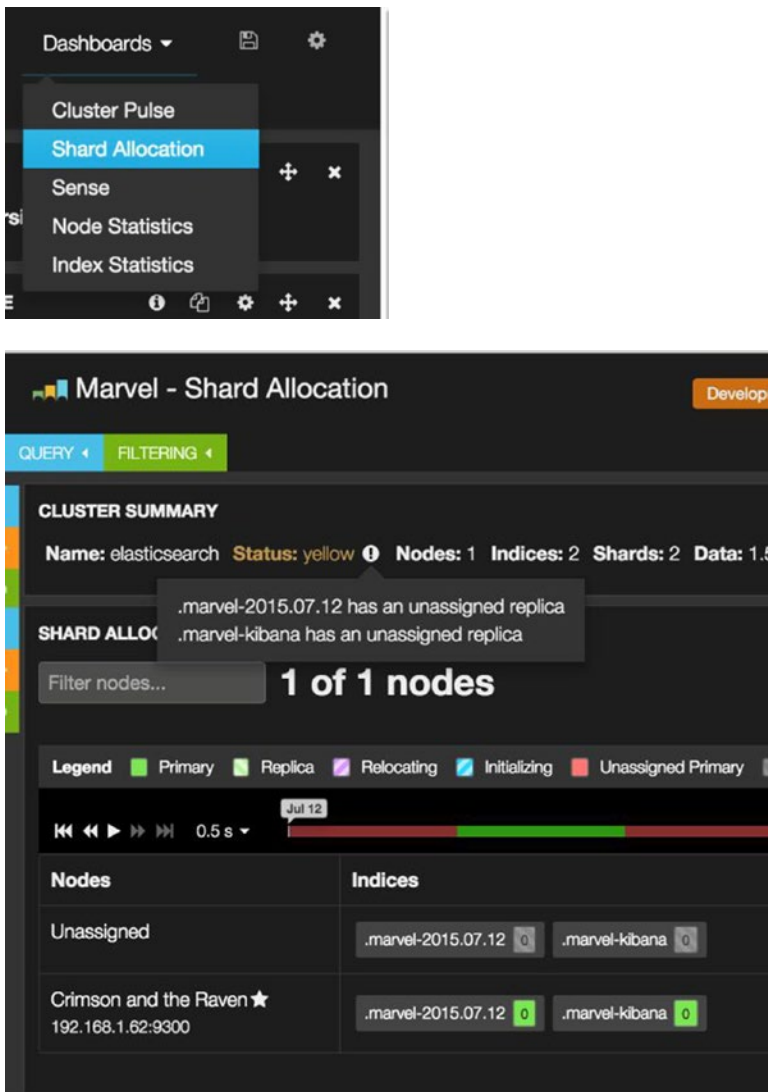 Dashboards
Cluster Pulse
Shard Allocation
Sense
Node Statistics
Index Statistics
Marvel - Shard Allocation
QUERY FILTERING
CLUSTER SUMMARY
Name: elasticsearch Status: yellow Nodes: 1 Indices: 2 Shards: 2 Data: 1.5
.marvel-2015.07.12 has an unassigned replica
.marvel-kibana has an unassigned replica
SHARD
Filter nodes... 1 of 1 nodes
Legend Primary Replica Relocating Initializing Unassigned Primary
Jul 12
0.5 s
Nodes Indices
Unassigned .marvel-2015.07.12 0 .marvel-kibana 0
Crimson and the Raven .marvel-2015.07.12 0 .marvel-kibana 0
192.168.1.62:9300